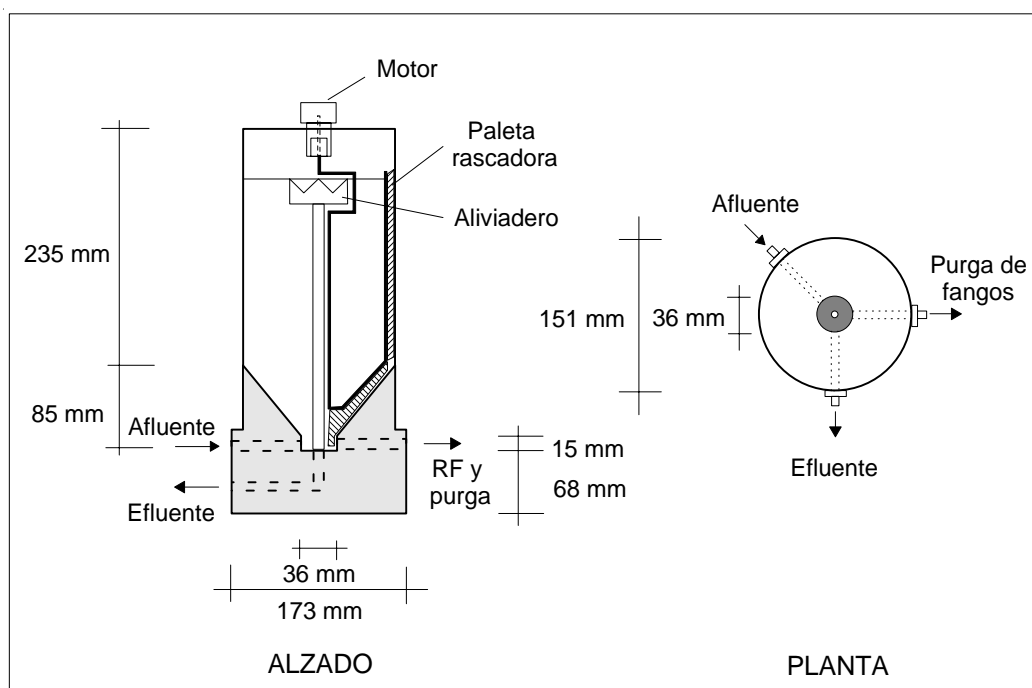 Motor
Paleta
rascadora
Aliviadero
235 mm
85 mm
Afluente
Efluente
RF y
purga
15 mm
68 mm
36 mm
173 mm
ALZADO
Afluente
Purga de
fangos
151 mm
36 mm
Efluente
PLANTA